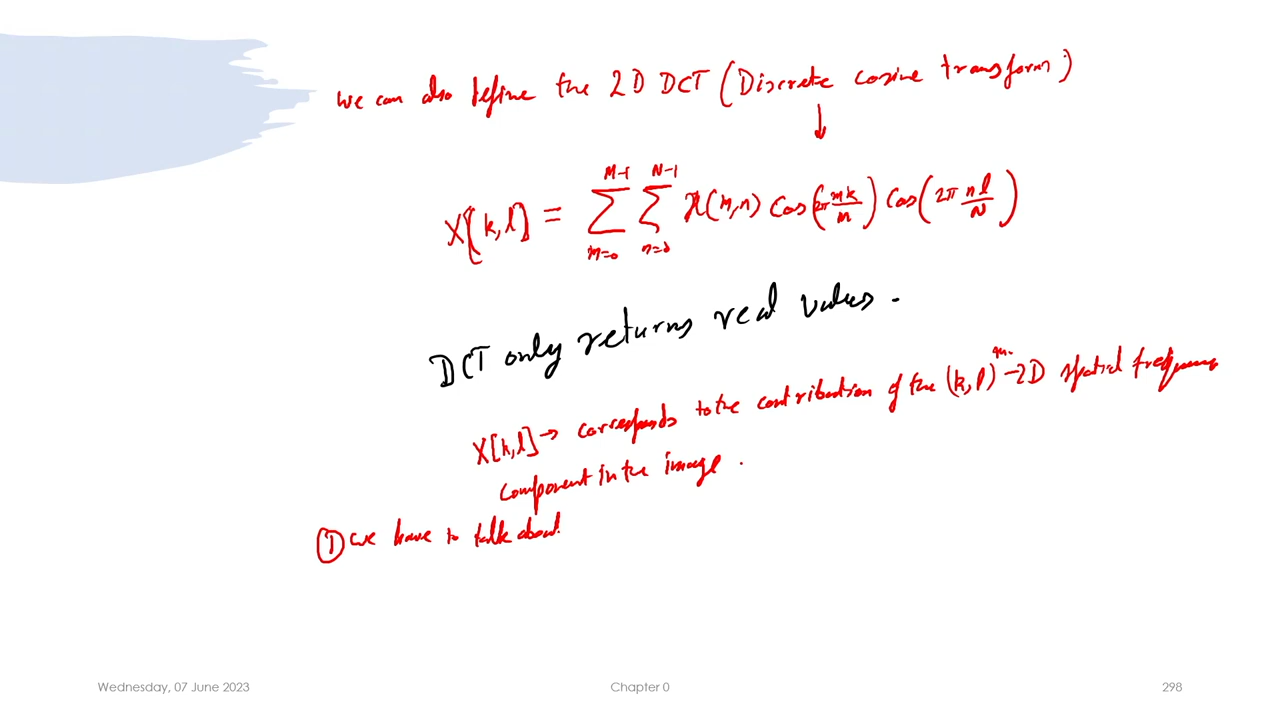 we can also define the 2D DCT (Discrete cosine transform)
↓
X[k,l] = ∑_{m=0}^{M-1} ∑_{n=0}^{N-1} x(m,n) Cos(2π mk/M) Cos(2π nl/N)
DCT only returns real values.
X[k,l] → corresponds to the contribution of the (k,l)^{th} - 2D spatial frequency
component in the image.
① we have to talk about
Wednesday, 07 June 2023
Chapter 0
298